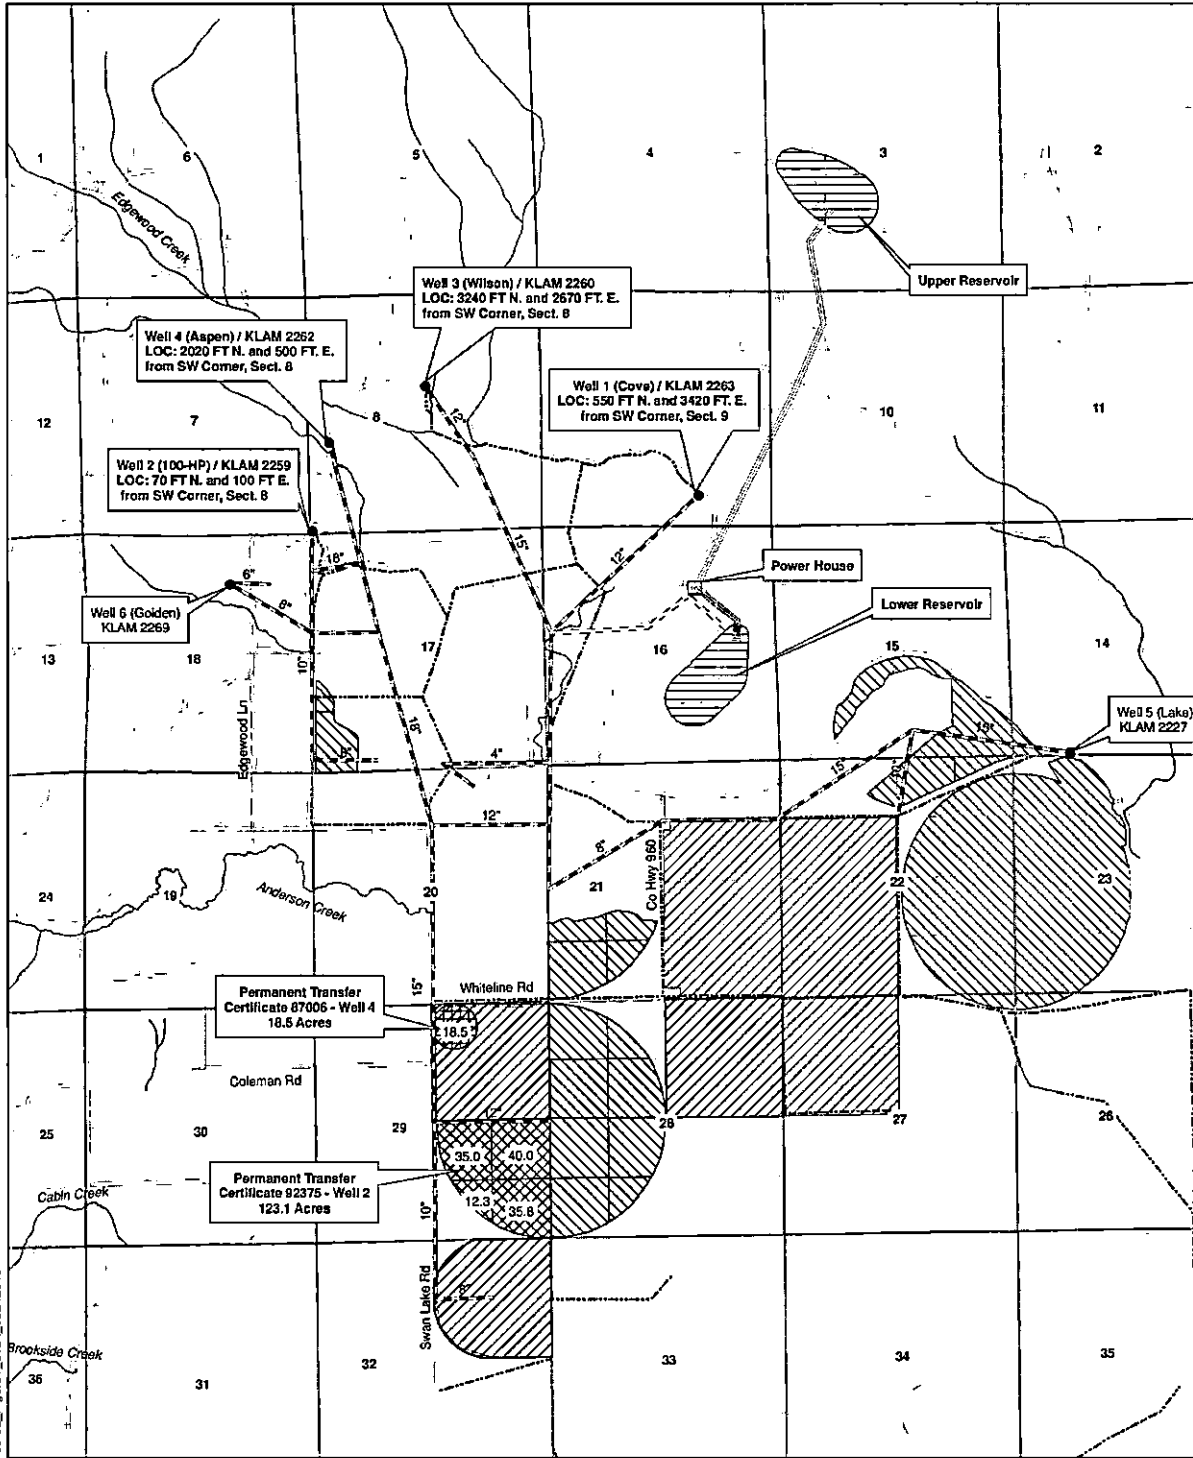 1
6
5
4
3
2
Edgewood Creek
Upper Reservoir
Well 3 (Wilson) / KLAM 2260
LOC: 3240 FT N. and 2670 FT. E.
from SW Corner, Sect. 8
Well 4 (Aspen) / KLAM 2262
LOC: 2020 FT N. and 500 FT. E.
from SW Corner, Sect. 8
Well 1 (Cove) / KLAM 2263
LOC: 550 FT N. and 3420 FT. E.
from SW Corner, Sect. 9
12
7
8
10
11
12"
Well 2 (100-HP) / KLAM 2259
LOC: 70 FT N. and 100 FT E.
from SW Corner, Sect. 8
15"
12"
18"
6"
8"
Power House
Well 6 (Golden)
KLAM 2269
Lower Reservoir
13
18
10"
17
16
15
14
Edgewood Ln
18"
8"
4"
15"
15"
Well 5 (Lake)
KLAM 2227
12"
8"
Co Hwy 960
24
19
Anderson Creek
20
21
22
23
15"
Whiteline Rd
Permanent Transfer
Certificate 87006 - Well 4
18.5 Acres
18.5
Coleman Rd
25
30
29
12"
28
27
26
35.0
40.0
Permanent Transfer
Certificate 92375 - Well 2
123.1 Acres
12.3
35.8
10"
Cabin Creek
Swan Lake Rd
8"
Brookside Creek
36
31
32
33
34
35